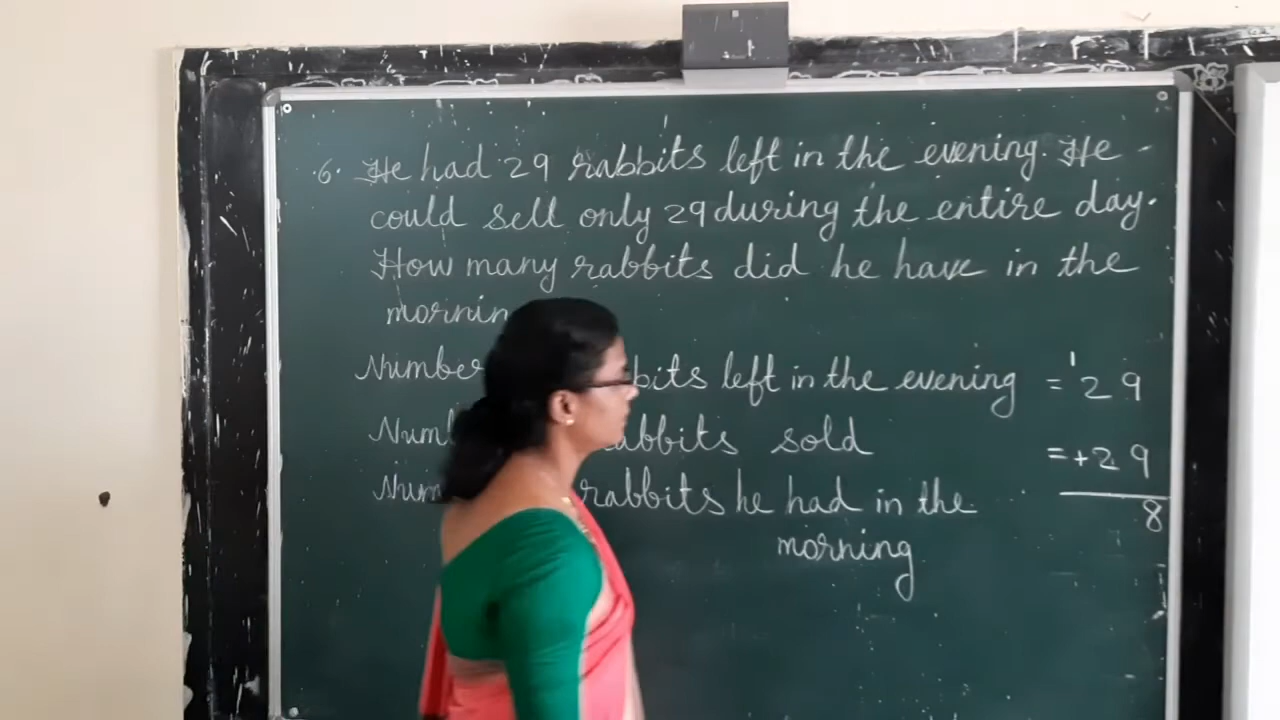 6. He had 29 rabbits left in the evening. He
could sell only 29 during the entire day.
How many rabbits did he have in the
mornin
Number bits left in the evening = 1 2 9
Num abbits sold = + 2 9
Num rabbits he had in the 8
morning